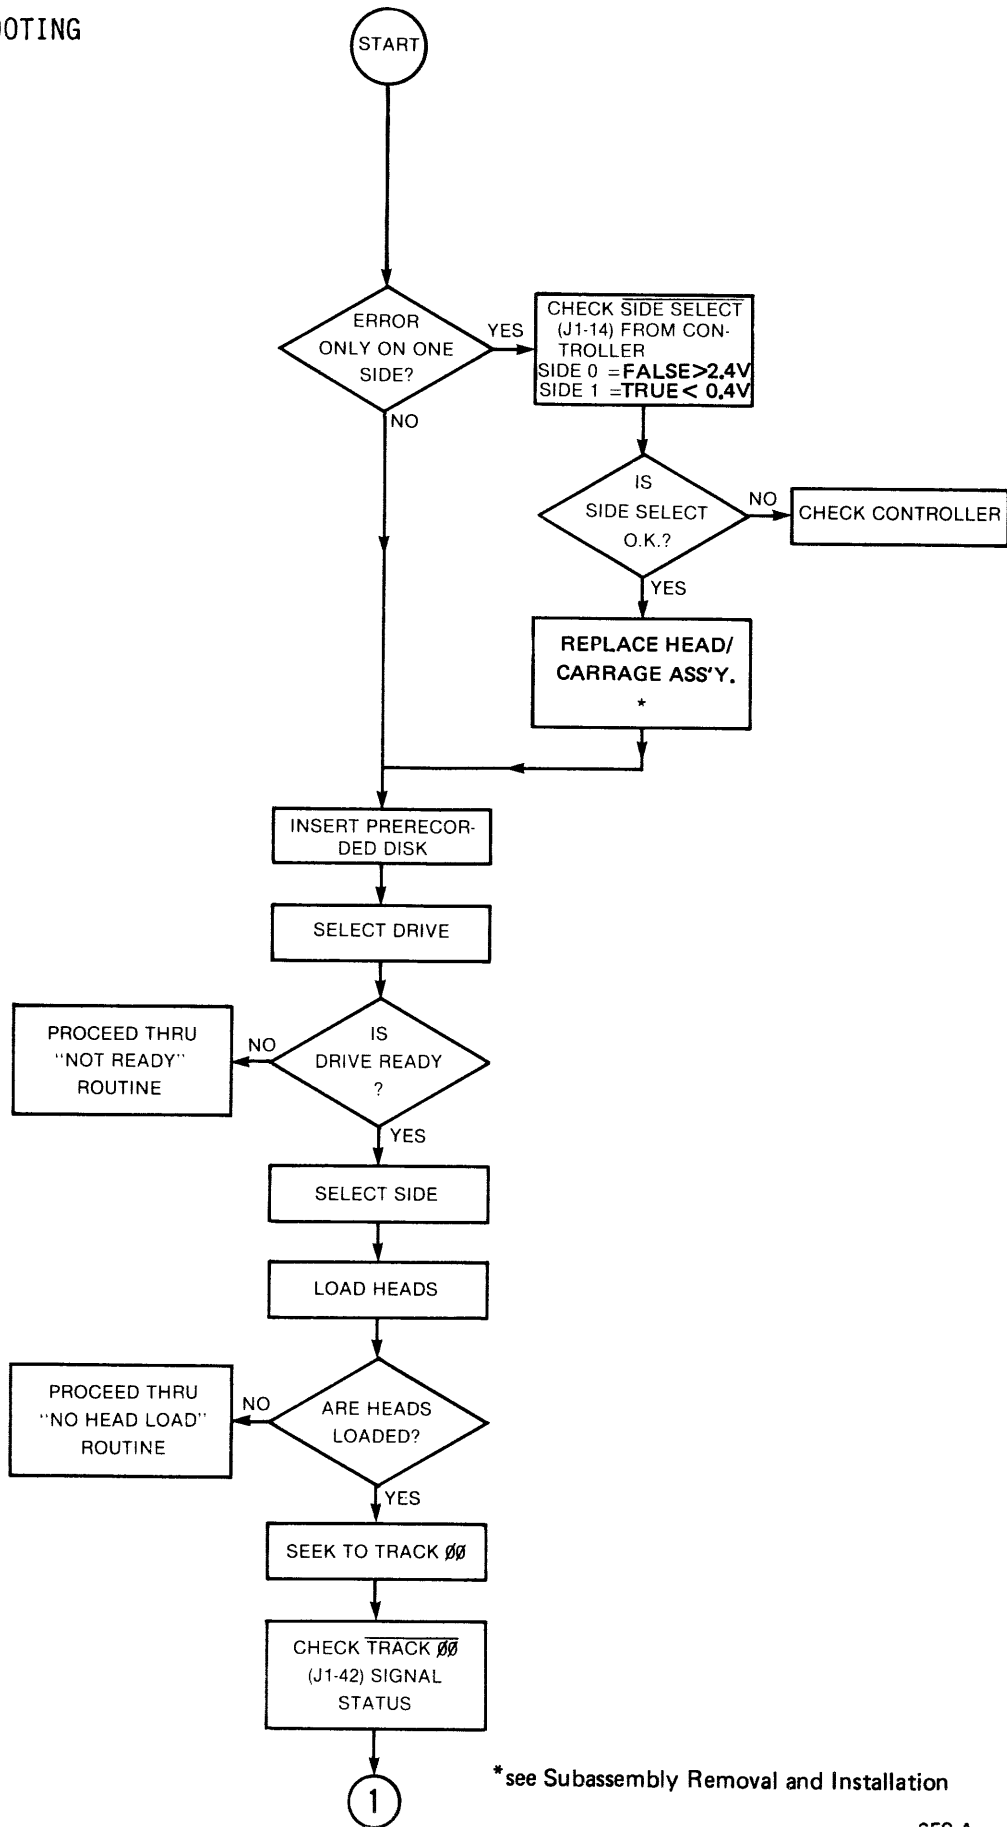 OOTING
START
ERROR
ONLY ON ONE
SIDE?
YES
NO
CHECK SIDE SELECT
(J1-14) FROM CON-
TROLLER
SIDE 0 =FALSE>2.4V
SIDE 1 =TRUE< 0.4V
IS
SIDE SELECT
O.K.?
NO
CHECK CONTROLLER
YES
REPLACE HEAD/
CARRAGE ASS'Y.
*
INSERT PRERECOR-
DED DISK
SELECT DRIVE
IS
DRIVE READY
?
NO
PROCEED THRU
"NOT READY"
ROUTINE
YES
SELECT SIDE
LOAD HEADS
ARE HEADS
LOADED?
NO
PROCEED THRU
"NO HEAD LOAD"
ROUTINE
YES
SEEK TO TRACK ØØ
CHECK TRACK ØØ
(J1-42) SIGNAL
STATUS
1
*see Subassembly Removal and Installation